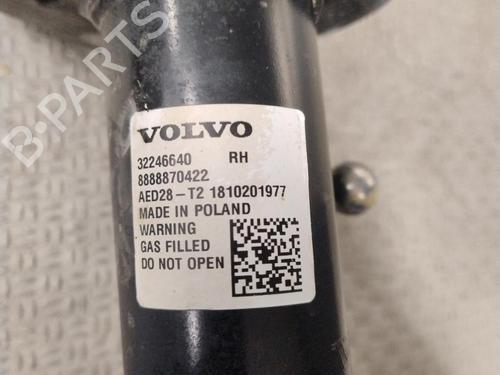 B-PARTS
VOLVO
32246640 RH
8888870422
AED28-T2 1810201977
MADE IN POLAND
WARNING
GAS FILLED
DO NOT OPEN